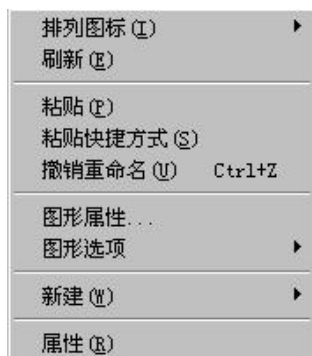 排列图标(I)
刷新(E)
粘贴(P)
粘贴快捷方式(S)
撤销重命名(U) Ctrl+Z
图形属性...
图形选项
新建(W)
属性(R)